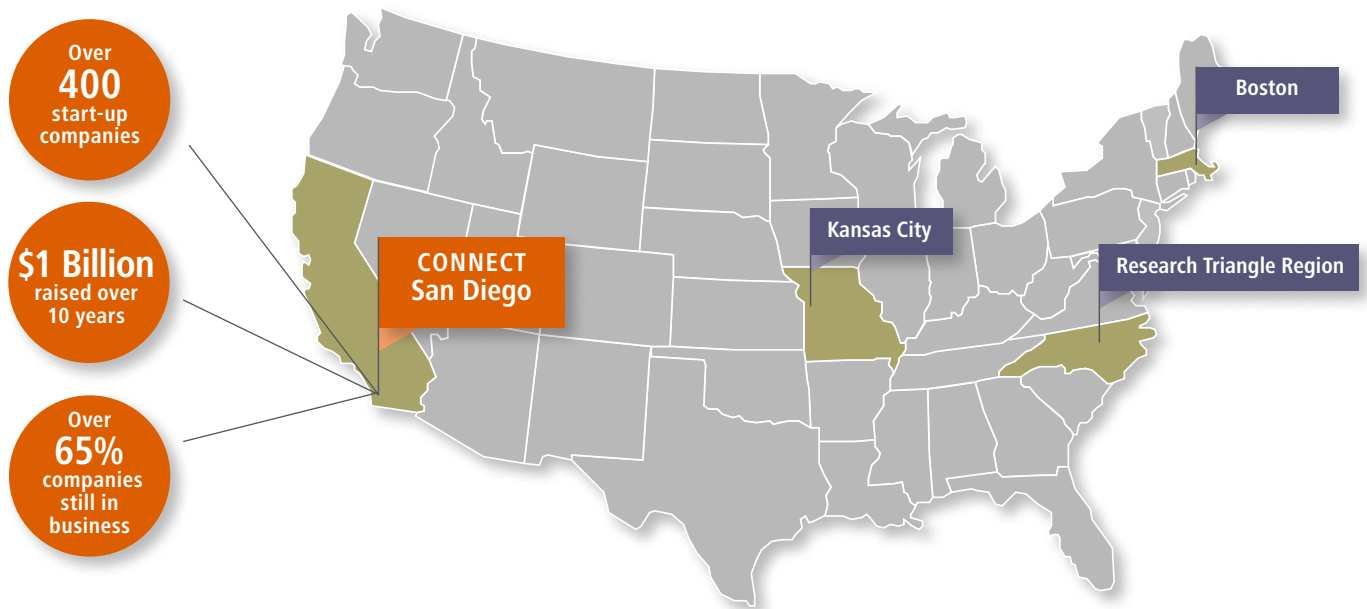 Over
400
start-up
companies
$1 Billion
raised over
10 years
Over
65%
companies
still in
business
CONNECT
San Diego
Kansas City
Boston
Research Triangle Region